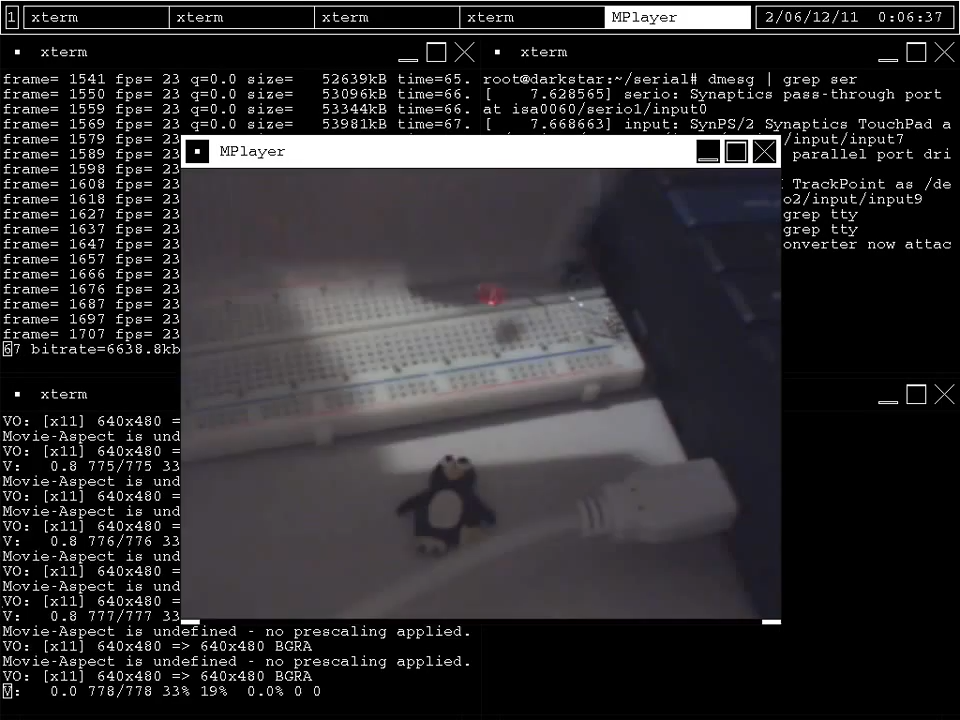 1 xterm xterm xterm xterm MPlayer 2/06/12/11 0:06:37
xterm
frame= 1541 fps= 23 q=0.0 size= 52639kB time=65.
frame= 1550 fps= 23 q=0.0 size= 53096kB time=66.
frame= 1559 fps= 23 q=0.0 size= 53344kB time=66.
frame= 1569 fps= 23 q=0.0 size= 53981kB time=67.
frame= 1579 fps= 23
frame= 1589 fps= 23
frame= 1598 fps= 23
frame= 1608 fps= 23
frame= 1618 fps= 23
frame= 1627 fps= 23
frame= 1637 fps= 23
frame= 1647 fps= 23
frame= 1657 fps= 23
frame= 1666 fps= 23
frame= 1676 fps= 23
frame= 1687 fps= 23
frame= 1697 fps= 23
frame= 1707 fps= 23
67 bitrate=6638.8kb
xterm
root@darkstar:~/serial# dmesg | grep ser
[ 7.628565] serio: Synaptics pass-through port
at isa0060/serio1/input0
[ 7.668663] input: SynPS/2 Synaptics TouchPad a
/input/input7
parallel port dri
TrackPoint as /de
o2/input/input9
grep tty
grep tty
onverter now attac
MPlayer
xterm
VO: [x11] 640x480 =
Movie-Aspect is und
VO: [x11] 640x480 =
V: 0.8 775/775 33
Movie-Aspect is und
VO: [x11] 640x480 =
Movie-Aspect is und
VO: [x11] 640x480 =
V: 0.8 776/776 33
Movie-Aspect is und
VO: [x11] 640x480 =
Movie-Aspect is und
VO: [x11] 640x480 =
V: 0.8 777/777 33
Movie-Aspect is undefined - no prescaling applied.
VO: [x11] 640x480 => 640x480 BGRA
Movie-Aspect is undefined - no prescaling applied.
VO: [x11] 640x480 => 640x480 BGRA
V: 0.0 778/778 33% 19% 0.0% 0 0